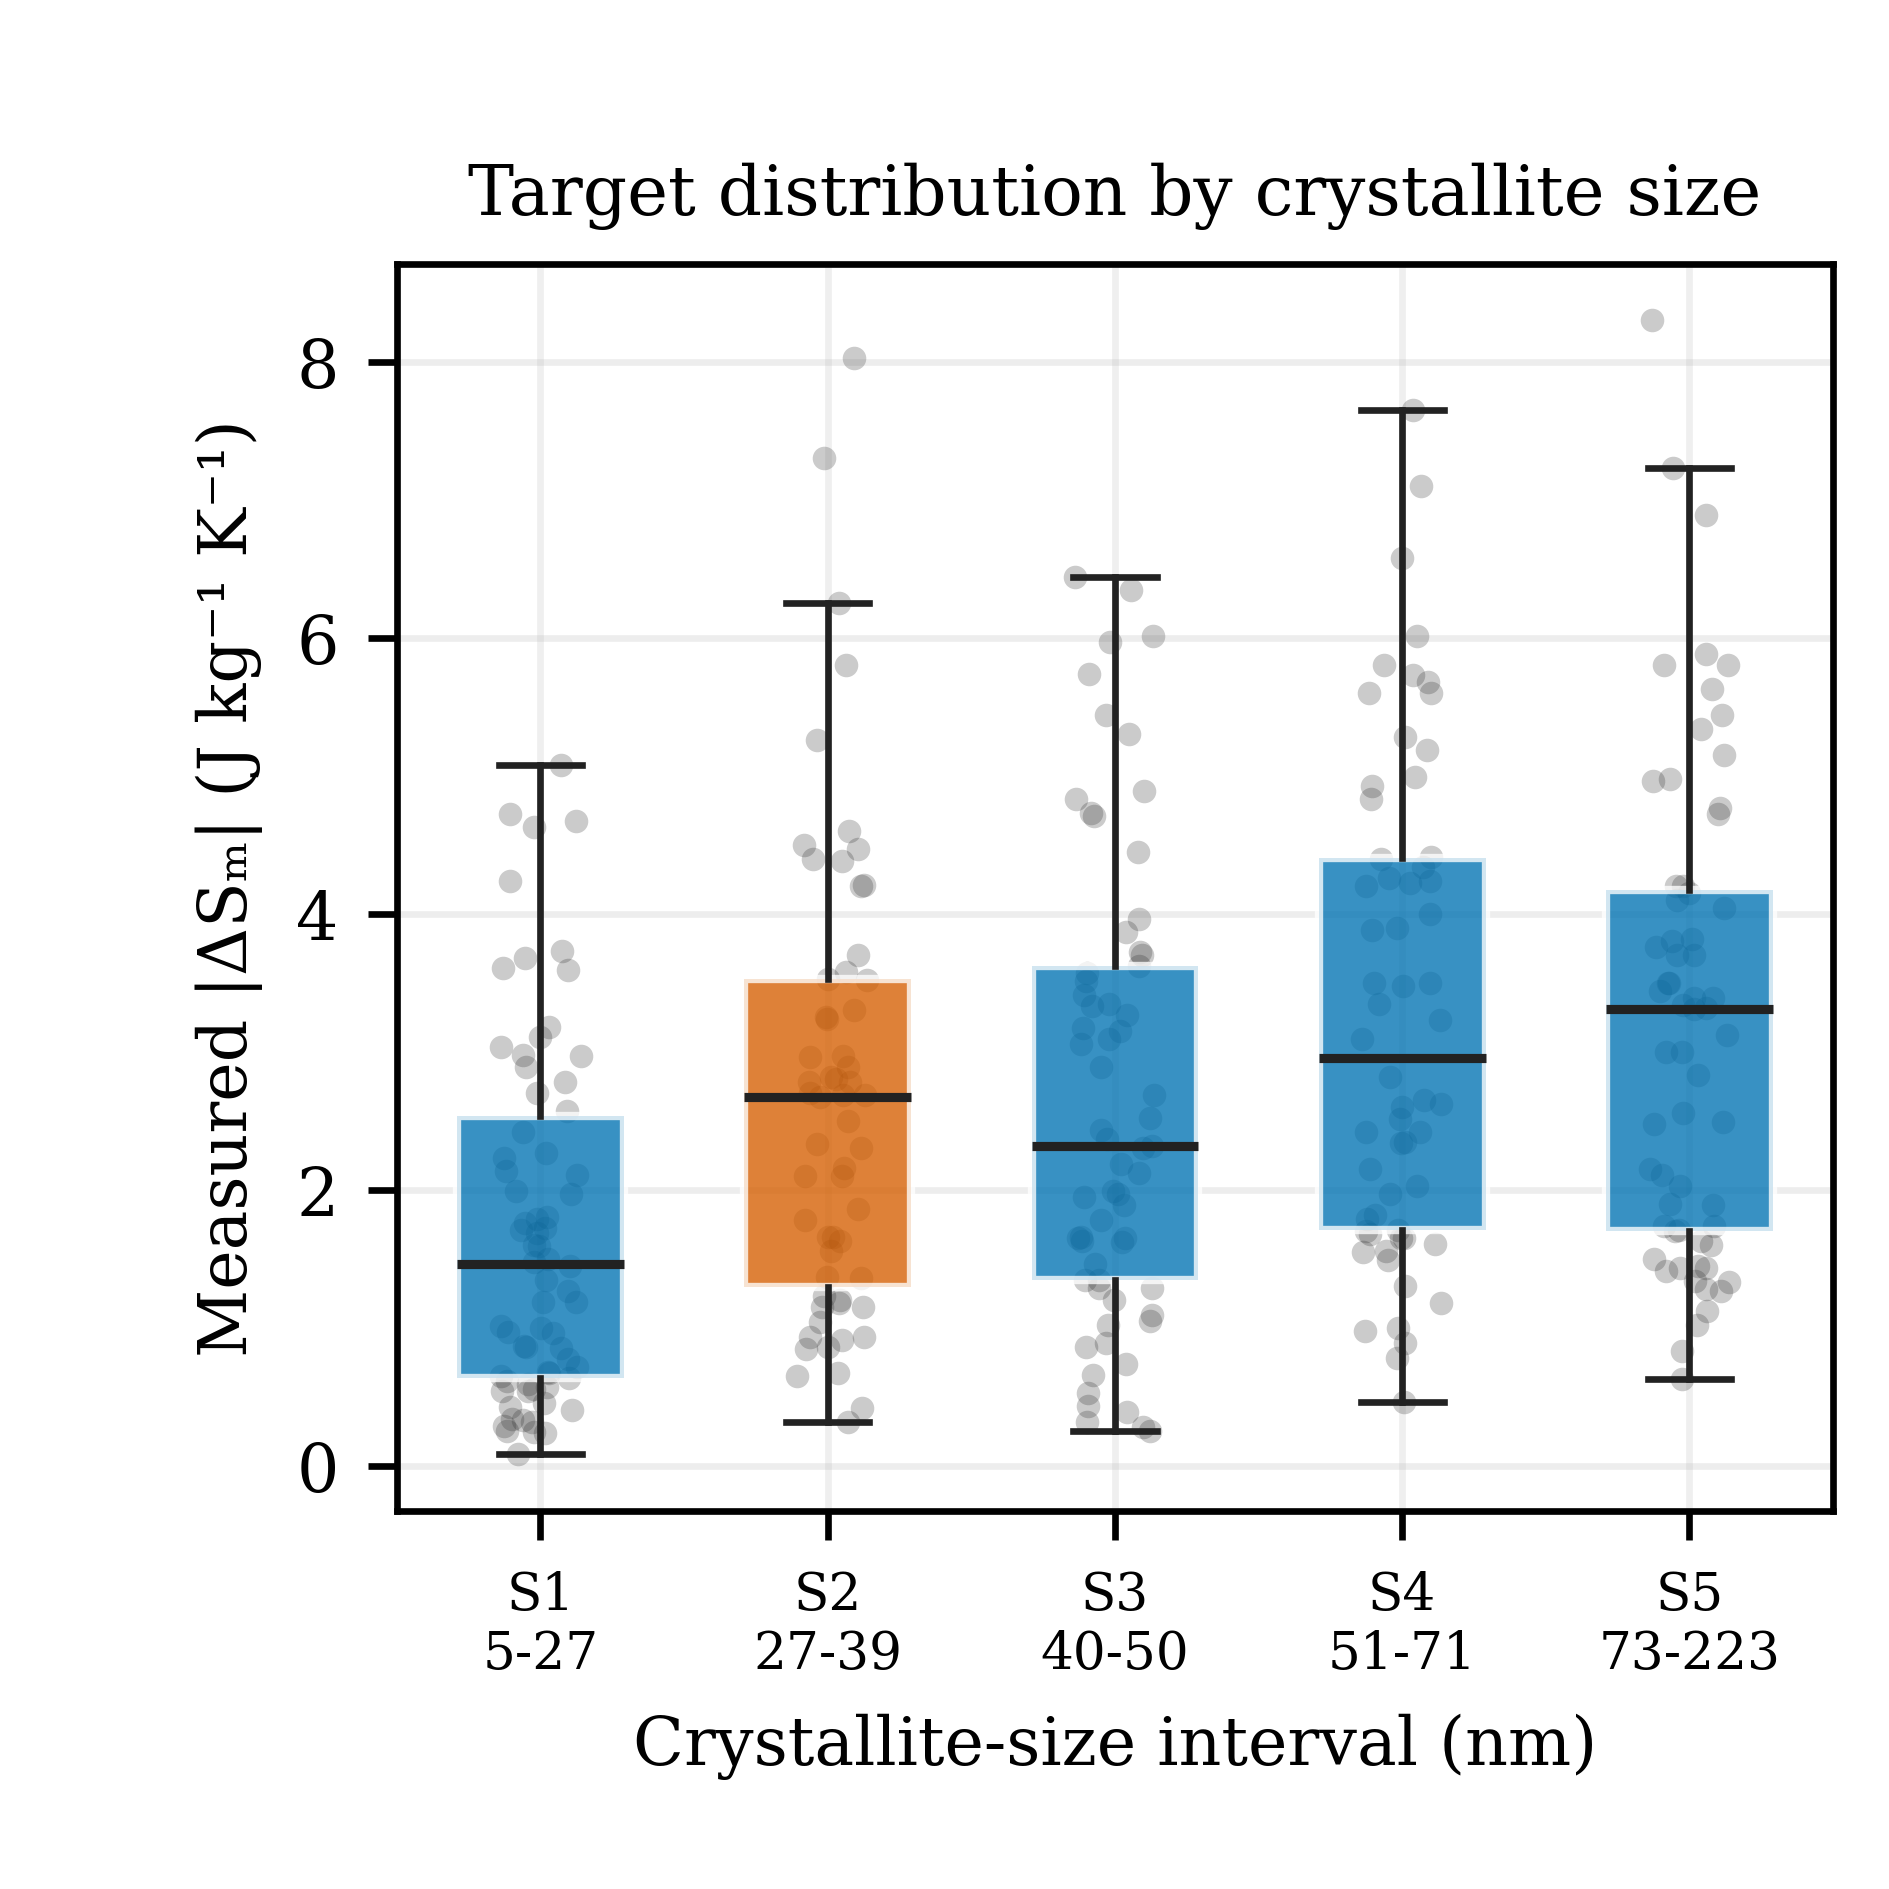 Target distribution by crystallite size
Measured |ΔSₘ| (J kg⁻¹ K⁻¹)
8
6
4
2
0
S1
5-27
S2
27-39
S3
40-50
S4
51-71
S5
73-223
Crystallite-size interval (nm)